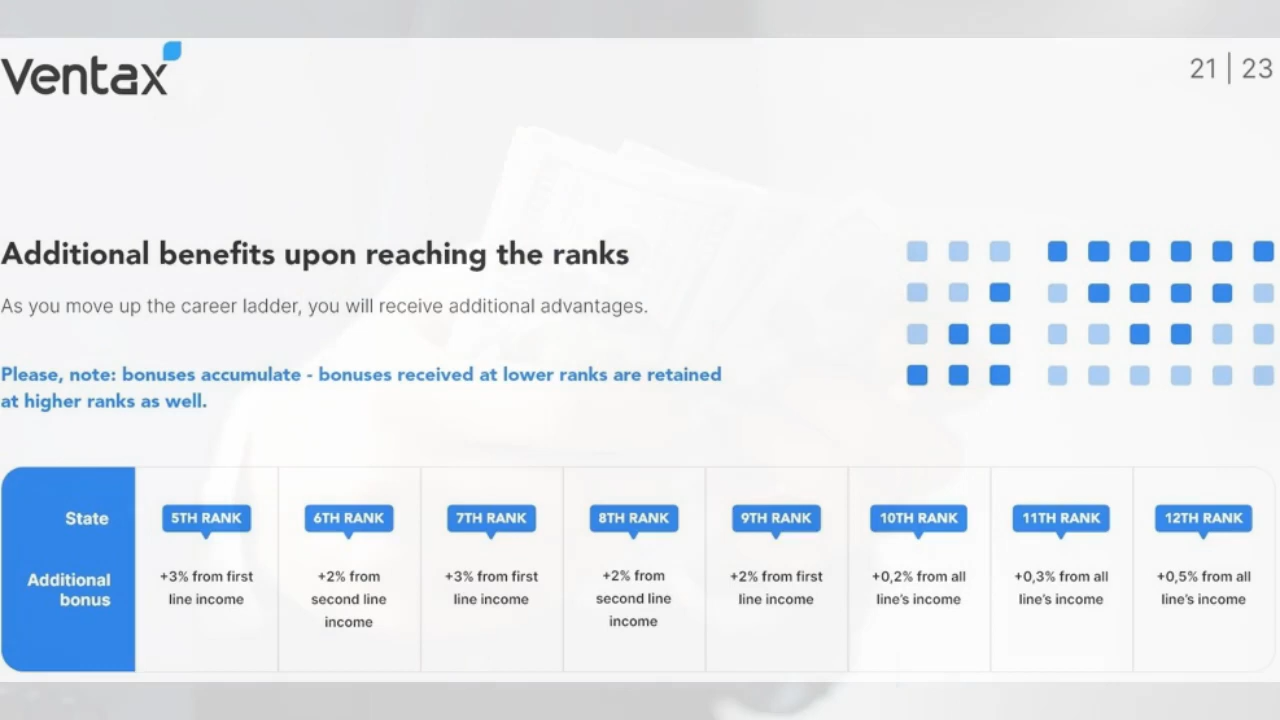 Ventax
21 | 23
Additional benefits upon reaching the ranks
As you move up the career ladder, you will receive additional advantages.
Please, note: bonuses accumulate - bonuses received at lower ranks are retained
at higher ranks as well.
State
5TH RANK
6TH RANK
7TH RANK
8TH RANK
9TH RANK
10TH RANK
11TH RANK
12TH RANK
Additional
bonus
+3% from first
line income
+2% from
second line
income
+3% from first
line income
+2% from
second line
income
+2% from first
line income
+0,2% from all
line's income
+0,3% from all
line's income
+0,5% from all
line's income